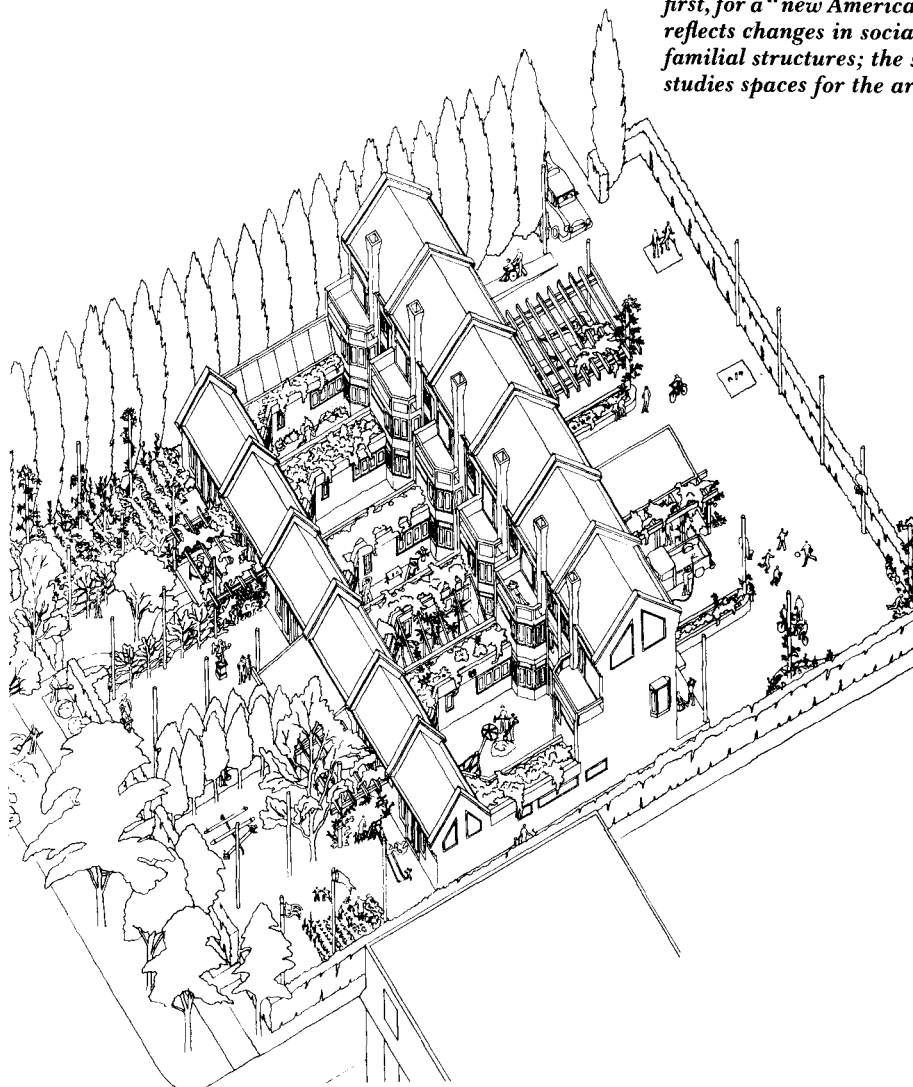 first, for a "new America
reflects changes in socia
familial structures; the s
studies spaces for the ar